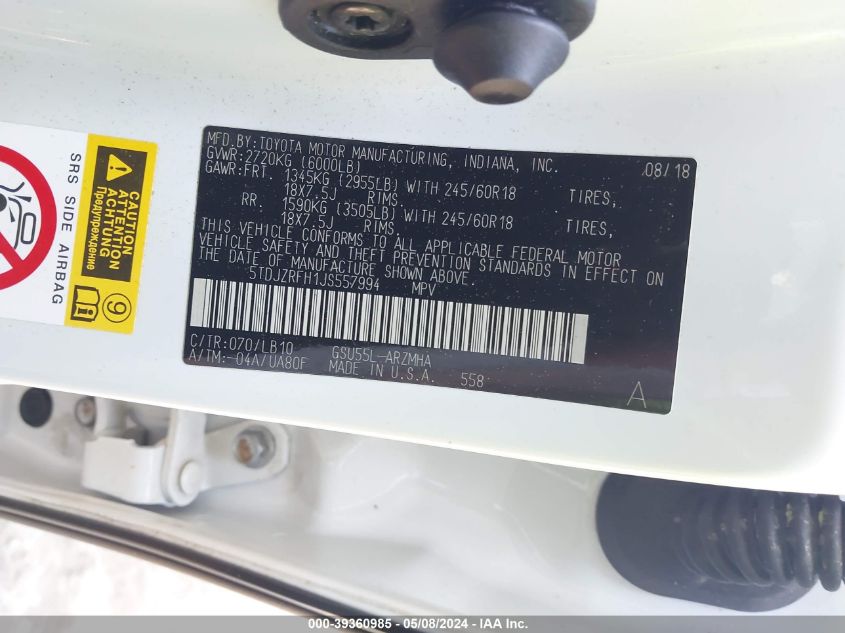 MFD.BY:TOYOTA MOTOR MANUFACTURING, INDIANA, INC. 08/18
GVWR:2720KG (6000LB)
GAWR:FRT. 1345KG (2955LB) WITH 245/60R18 TIRES,
18X7.5J RIMS.
RR. 1590KG (3505LB) WITH 245/60R18 TIRES,
18X7.5J RIMS.
THIS VEHICLE CONFORMS TO ALL APPLICABLE FEDERAL MOTOR
VEHICLE SAFETY AND THEFT PREVENTION STANDARDS IN EFFECT ON
THE DATE OF MANUFACTURE SHOWN ABOVE.
5TDJZRFH1JS557994 MPV
C/TR:070/LB10 GSU55L-ARZMHA
A/TM:-04A/UA80F MADE IN U.S.A. 558
A
SRS SIDE AIRBAG
WARNING
ACHTUNG
AVERTISSEMENT
Предупреждение
9
000-39360985 - 05/08/2024 - IAA, Inc.